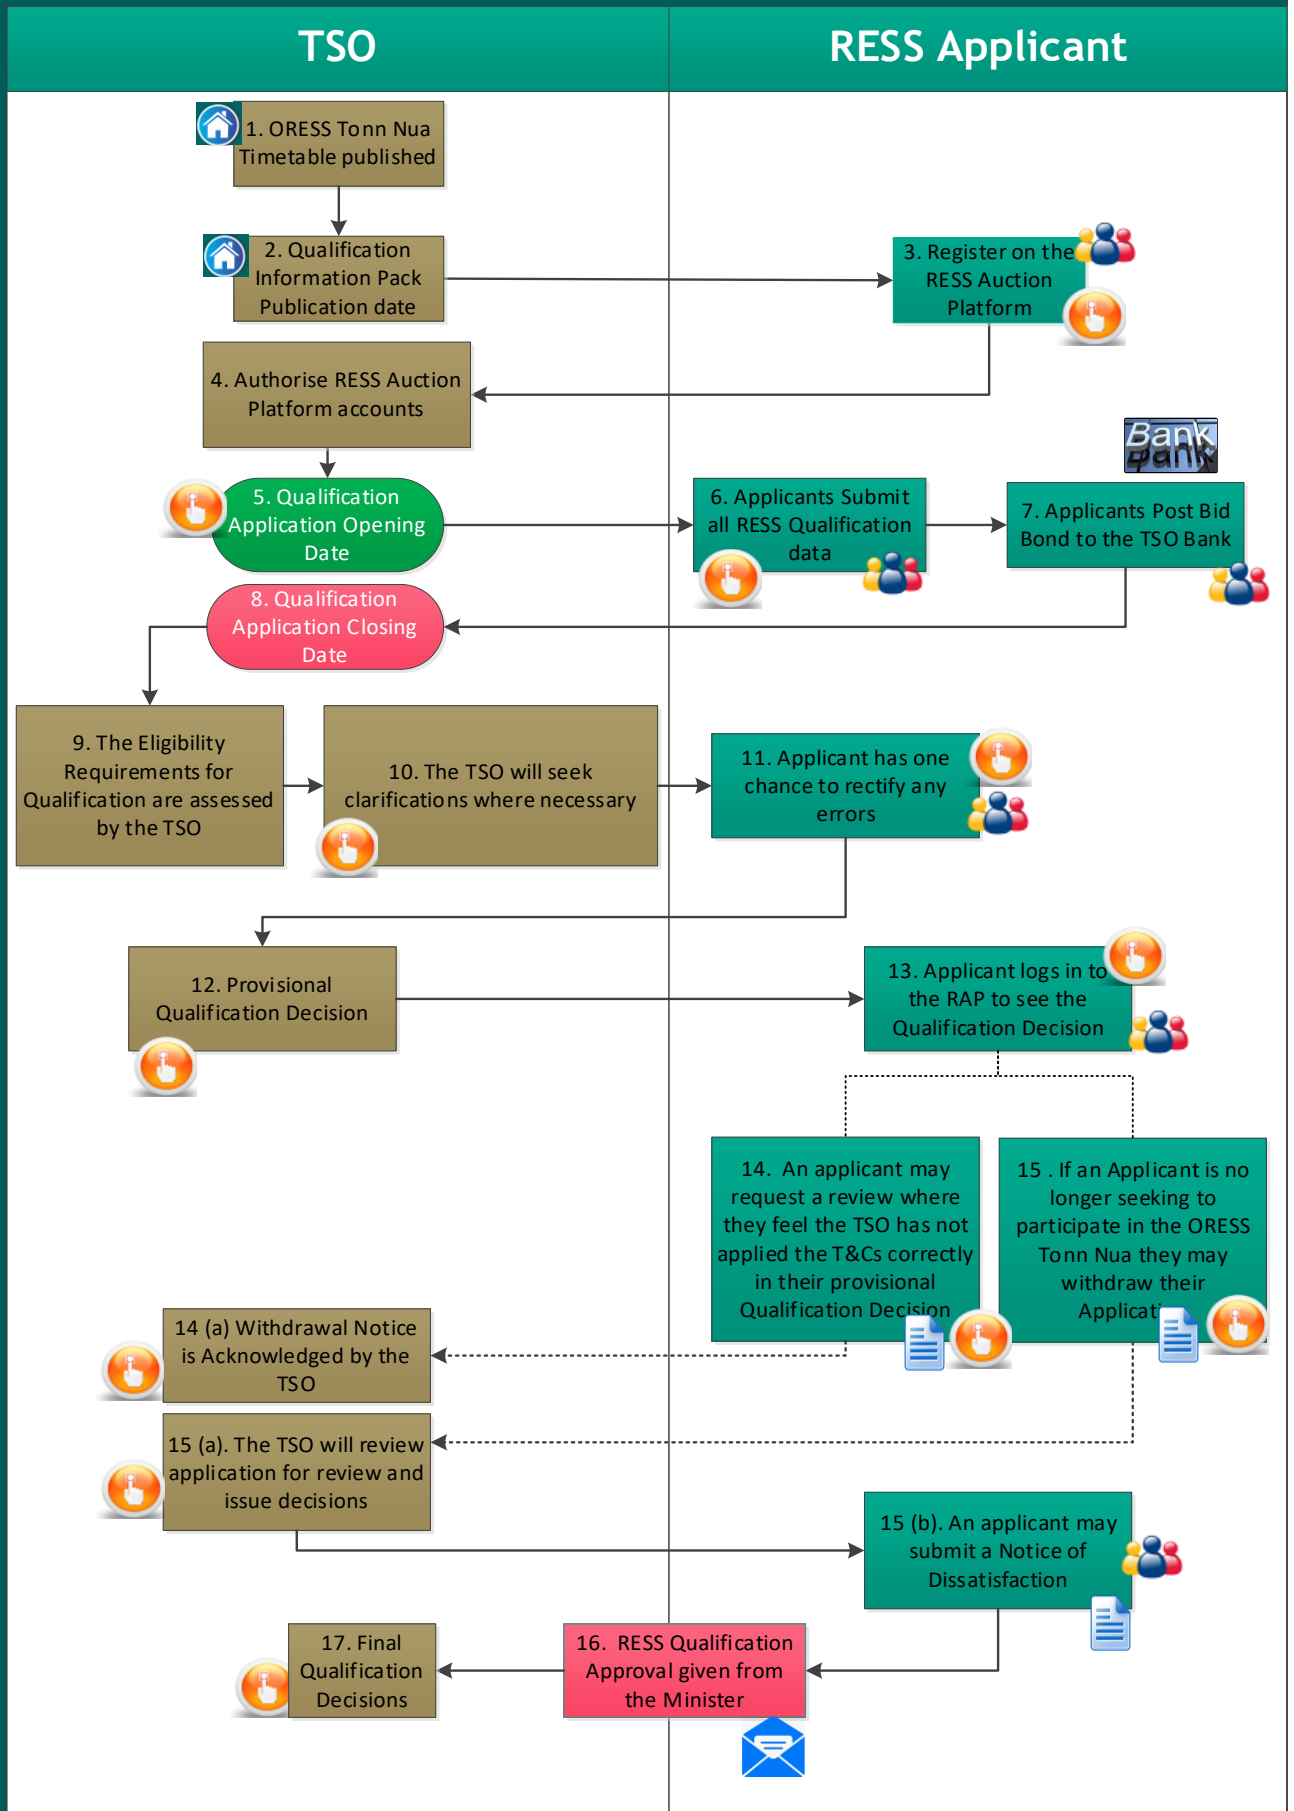 TSO
RESS Applicant
1. ORESS Tonn Nua
Timetable published
2. Qualification
Information Pack
Publication date
3. Register on the
RESS Auction
Platform
4. Authorise RESS Auction
Platform accounts
Bank
5. Qualification
Application Opening
Date
6. Applicants Submit
all RESS Qualification
data
7. Applicants Post Bid
Bond to the TSO Bank
8. Qualification
Application Closing
Date
9. The Eligibility
Requirements for
Qualification are assessed
by the TSO
10. The TSO will seek
clarifications where necessary
11. Applicant has one
chance to rectify any
errors
12. Provisional
Qualification Decision
13. Applicant logs in to
the RAP to see the
Qualification Decision
14. An applicant may
request a review where
they feel the TSO has not
applied the T&Cs correctly
in their provisional
Qualification Decision
15 . If an Applicant is no
longer seeking to
participate in the ORESS
Tonn Nua they may
withdraw their
Applicati
14 (a) Withdrawal Notice
is Acknowledged by the
TSO
15 (a). The TSO will review
application for review and
issue decisions
15 (b). An applicant may
submit a Notice of
Dissatisfaction
16. RESS Qualification
Approval given from
the Minister
17. Final
Qualification
Decisions